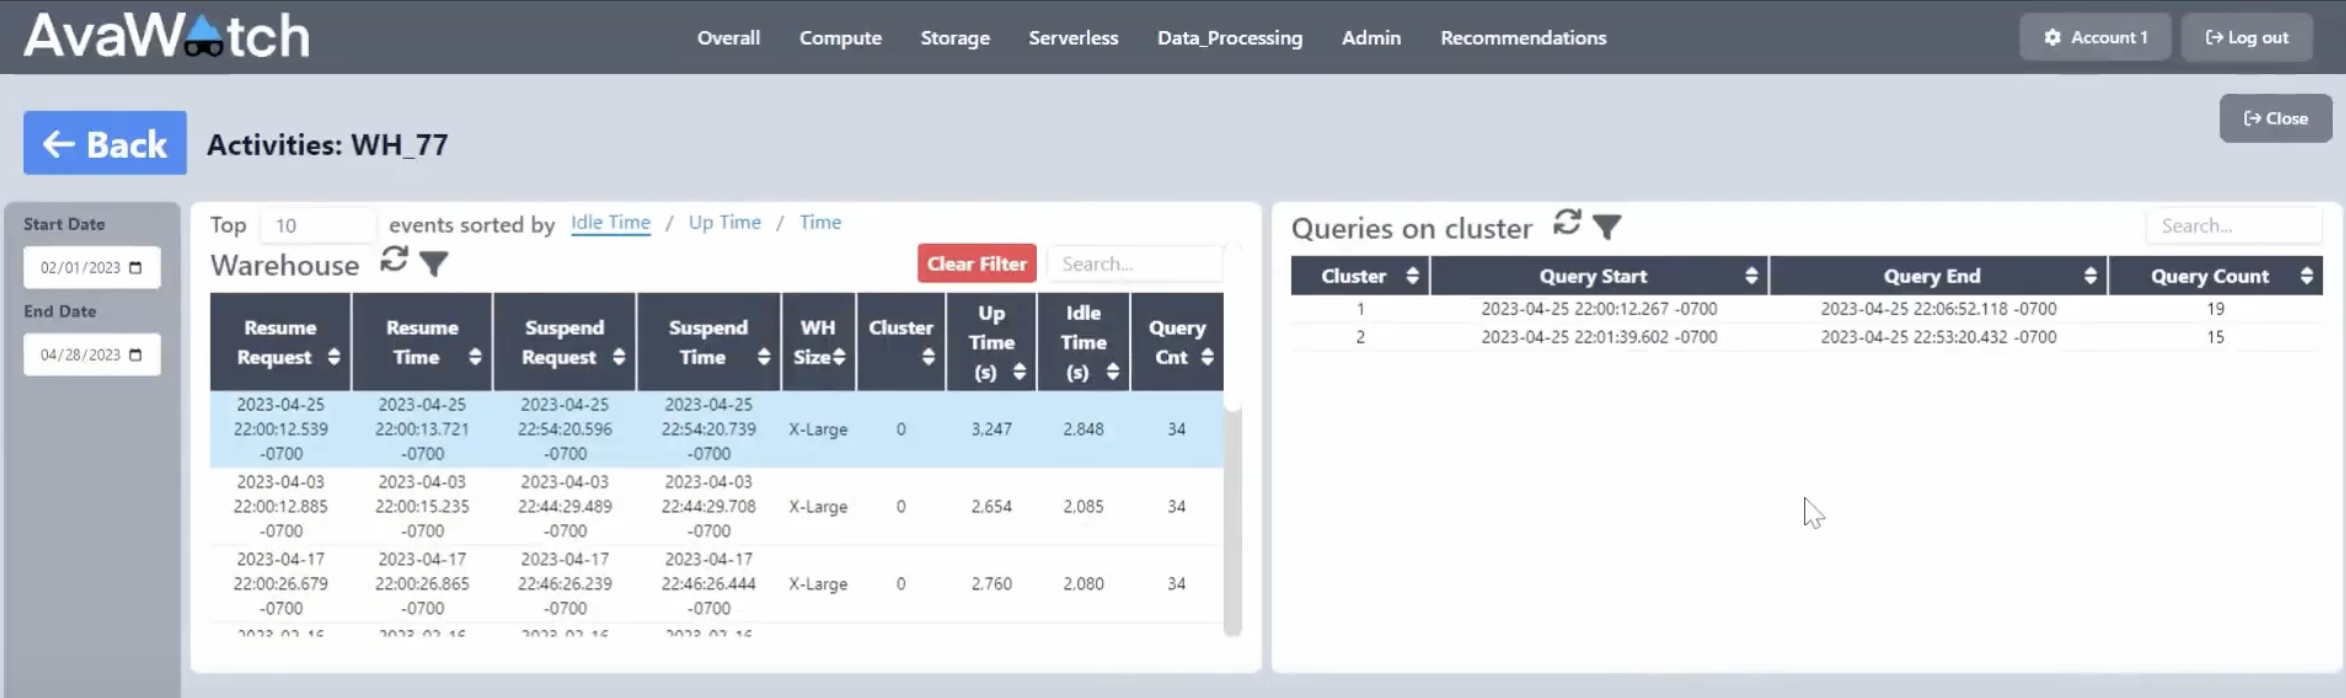 AvaWatch
Overall Compute Storage Serverless Data_Processing Admin Recommendations
Account 1 Log out
Close
Back Activities: WH_77
Start Date
02/01/2023
End Date
04/28/2023
Top 10 events sorted by Idle Time / Up Time / Time
Warehouse Clear Filter Search...
Resume Request Resume Time Suspend Request Suspend Time WH Size Cluster Up Time (s) Idle Time (s) Query Cnt
2023-04-25 22:00:12.539 -0700 2023-04-25 22:00:13.721 -0700 2023-04-25 22:54:20.596 -0700 2023-04-25 22:54:20.739 -0700 X-Large 0 3,247 2,848 34
2023-04-03 22:00:12.885 -0700 2023-04-03 22:00:15.235 -0700 2023-04-03 22:44:29.489 -0700 2023-04-03 22:44:29.708 -0700 X-Large 0 2,654 2,085 34
2023-04-17 22:00:26.679 -0700 2023-04-17 22:00:26.865 -0700 2023-04-17 22:46:26.239 -0700 2023-04-17 22:46:26.444 -0700 X-Large 0 2,760 2,080 34
Queries on cluster Search...
Cluster Query Start Query End Query Count
1 2023-04-25 22:00:12.267 -0700 2023-04-25 22:06:52.118 -0700 19
2 2023-04-25 22:01:39.602 -0700 2023-04-25 22:53:20.432 -0700 15